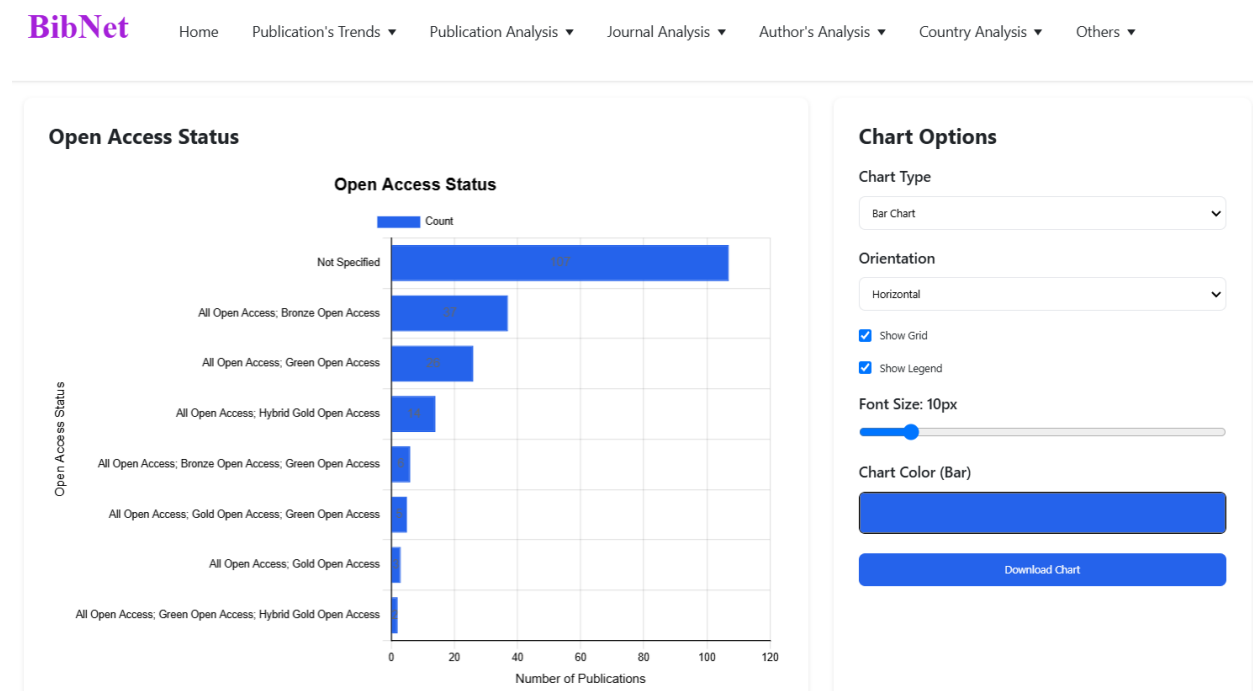 BibNet
Home
Publication's Trends ▼
Publication Analysis ▼
Journal Analysis ▼
Author's Analysis ▼
Country Analysis ▼
Others ▼
Open Access Status
Open Access Status
Count
Open Access Status
Not Specified
107
All Open Access; Bronze Open Access
37
All Open Access; Green Open Access
26
All Open Access; Hybrid Gold Open Access
14
All Open Access; Bronze Open Access; Green Open Access
All Open Access; Gold Open Access; Green Open Access
All Open Access; Gold Open Access
All Open Access; Green Open Access; Hybrid Gold Open Access
0 20 40 60 80 100 120
Number of Publications
Chart Options
Chart Type
Bar Chart
Orientation
Horizontal
Show Grid
Show Legend
Font Size: 10px
Chart Color (Bar)
Download Chart